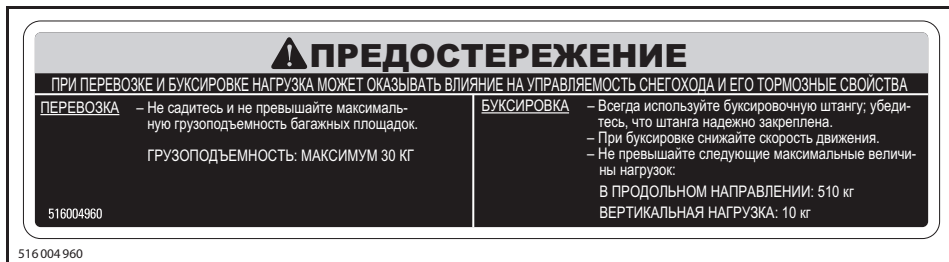 ПРЕДОСТЕРЕЖЕНИЕ
ПРИ ПЕРЕВОЗКЕ И БУКСИРОВКЕ НАГРУЗКА МОЖЕТ ОКАЗЫВАТЬ ВЛИЯНИЕ НА УПРАВЛЯЕМОСТЬ СНЕГОХОДА И ЕГО ТОРМОЗНЫЕ СВОЙСТВА
ПЕРЕВОЗКА – Не садитесь и не превышайте максималь-
ную грузоподъемность багажных площадок.
ГРУЗОПОДЪЕМНОСТЬ: МАКСИМУМ 30 КГ
516004960
БУКСИРОВКА – Всегда используйте буксировочную штангу; убеди-
тесь, что штанга надежно закреплена.
– При буксировке снижайте скорость движения.
– Не превышайте следующие максимальные величи-
ны нагрузок:
В ПРОДОЛЬНОМ НАПРАВЛЕНИИ: 510 кг
ВЕРТИКАЛЬНАЯ НАГРУЗКА: 10 кг
516 004 960